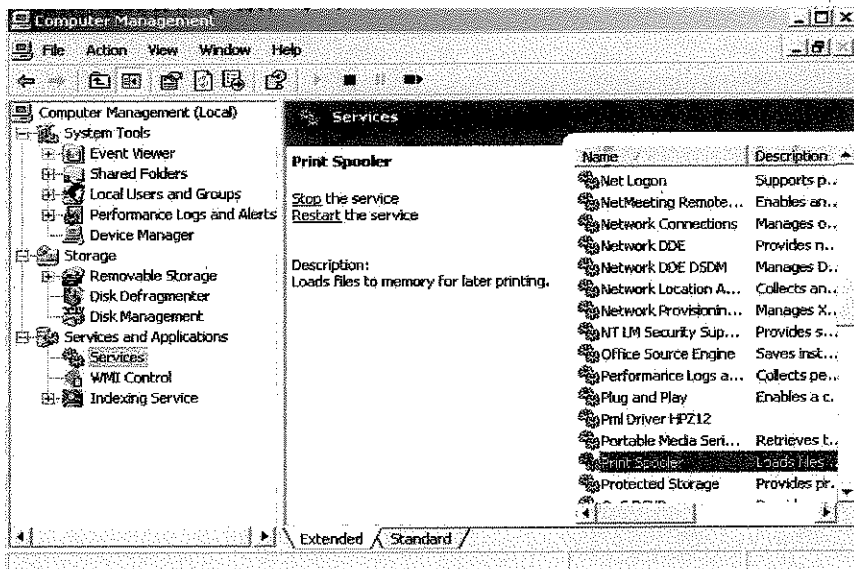 Computer Management
File Action View Window Help
Computer Management (Local)
System Tools
Event Viewer
Shared Folders
Local Users and Groups
Performance Logs and Alerts
Device Manager
Storage
Removable Storage
Disk Defragmenter
Disk Management
Services and Applications
Services
WMI Control
Indexing Service
Services
Print Spooler
Stop the service
Restart the service
Description:
Loads files to memory for later printing.
Name Description
Net Logon Supports p...
NetMeeting Remote... Enables an...
Network Connections Manages o...
Network DDE Provides n...
Network DDE DSDM Manages D...
Network Location A... Collects an...
Network Provisionin... Manages X...
NT LM Security Sup... Provides s...
Office Source Engine Saves inst...
Performance Logs a... Collects pe...
Plug and Play Enables a c.
Pml Driver HPZ12
Portable Media Seri... Retrieves t...
Print Spooler Loads files
Protected Storage Provides pr.
Extended Standard